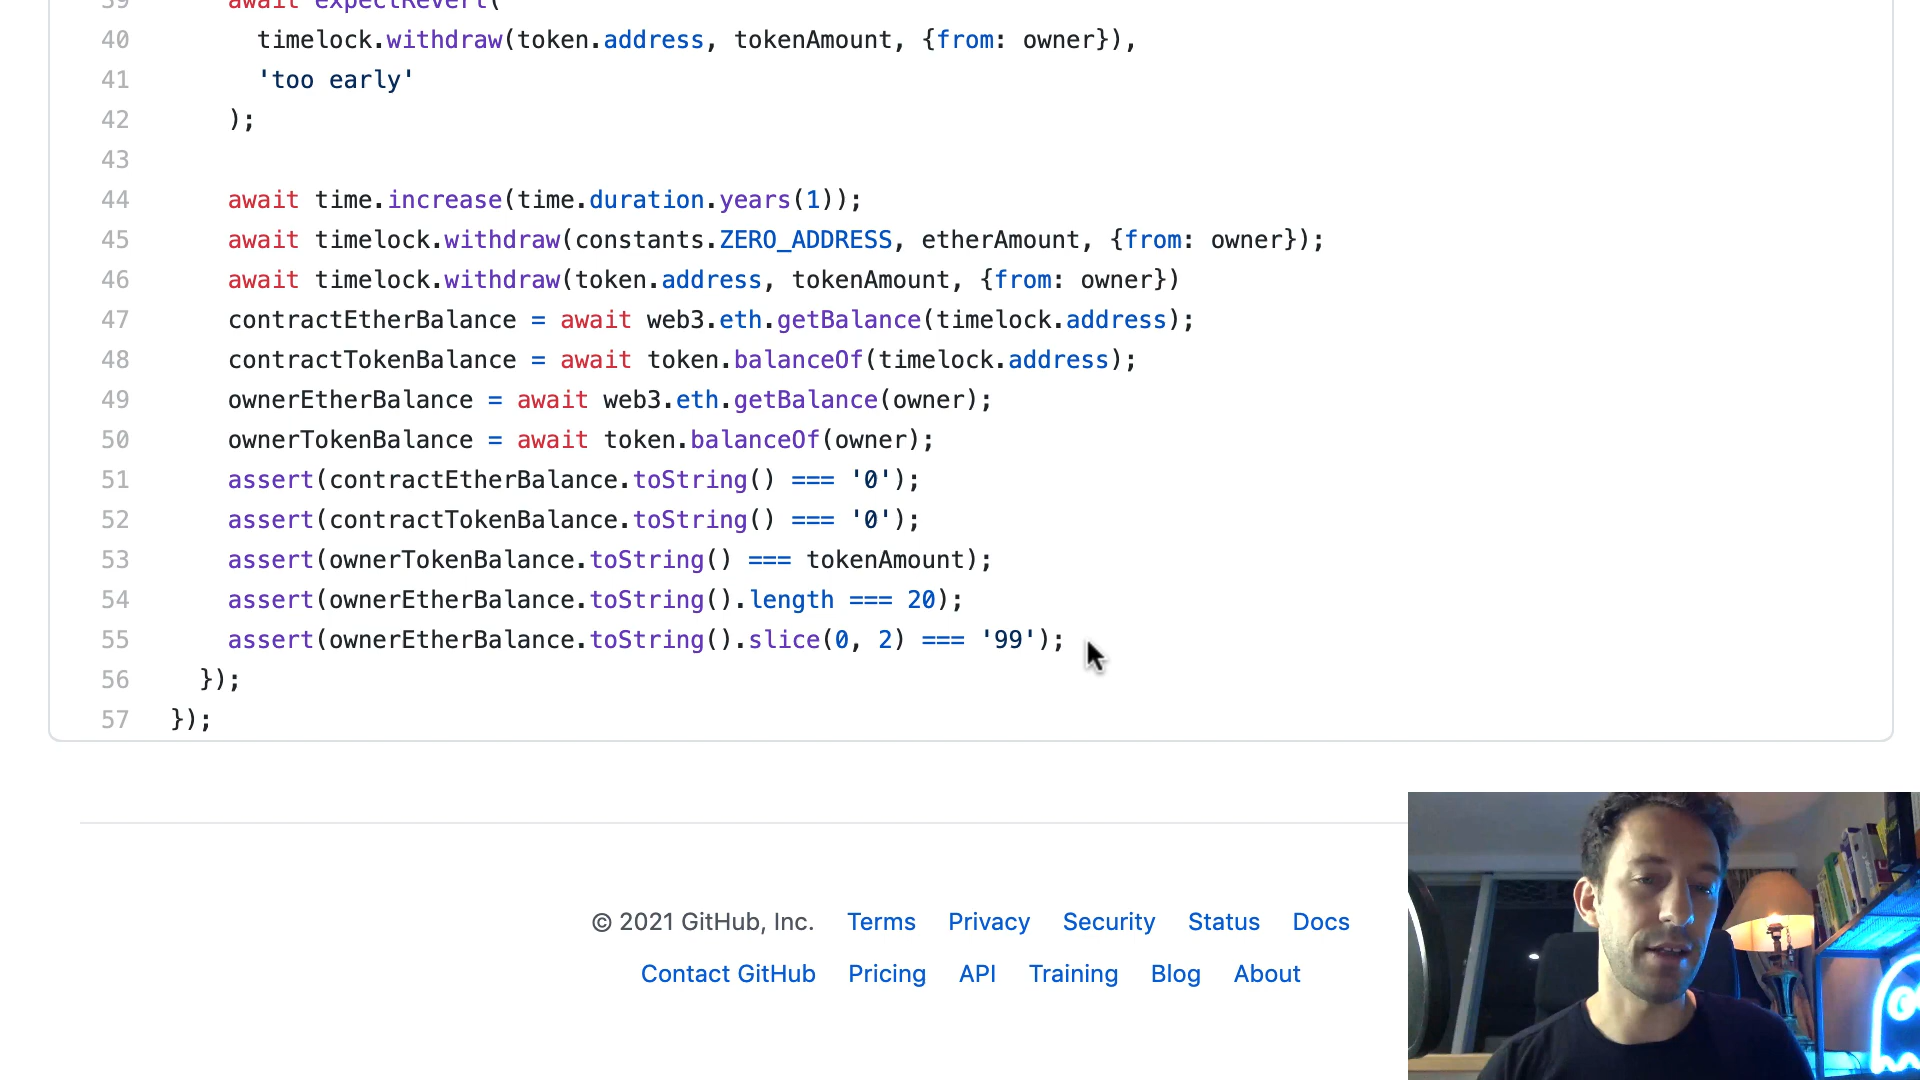 39 await expectRevert(
40 timelock.withdraw(token.address, tokenAmount, {from: owner}),
41 'too early'
42 );
43
44 await time.increase(time.duration.years(1));
45 await timelock.withdraw(constants.ZERO_ADDRESS, etherAmount, {from: owner});
46 await timelock.withdraw(token.address, tokenAmount, {from: owner})
47 contractEtherBalance = await web3.eth.getBalance(timelock.address);
48 contractTokenBalance = await token.balanceOf(timelock.address);
49 ownerEtherBalance = await web3.eth.getBalance(owner);
50 ownerTokenBalance = await token.balanceOf(owner);
51 assert(contractEtherBalance.toString() === '0');
52 assert(contractTokenBalance.toString() === '0');
53 assert(ownerTokenBalance.toString() === tokenAmount);
54 assert(ownerEtherBalance.toString().length === 20);
55 assert(ownerEtherBalance.toString().slice(0, 2) === '99');
56 });
57 });
© 2021 GitHub, Inc. Terms Privacy Security Status Docs
Contact GitHub Pricing API Training Blog About